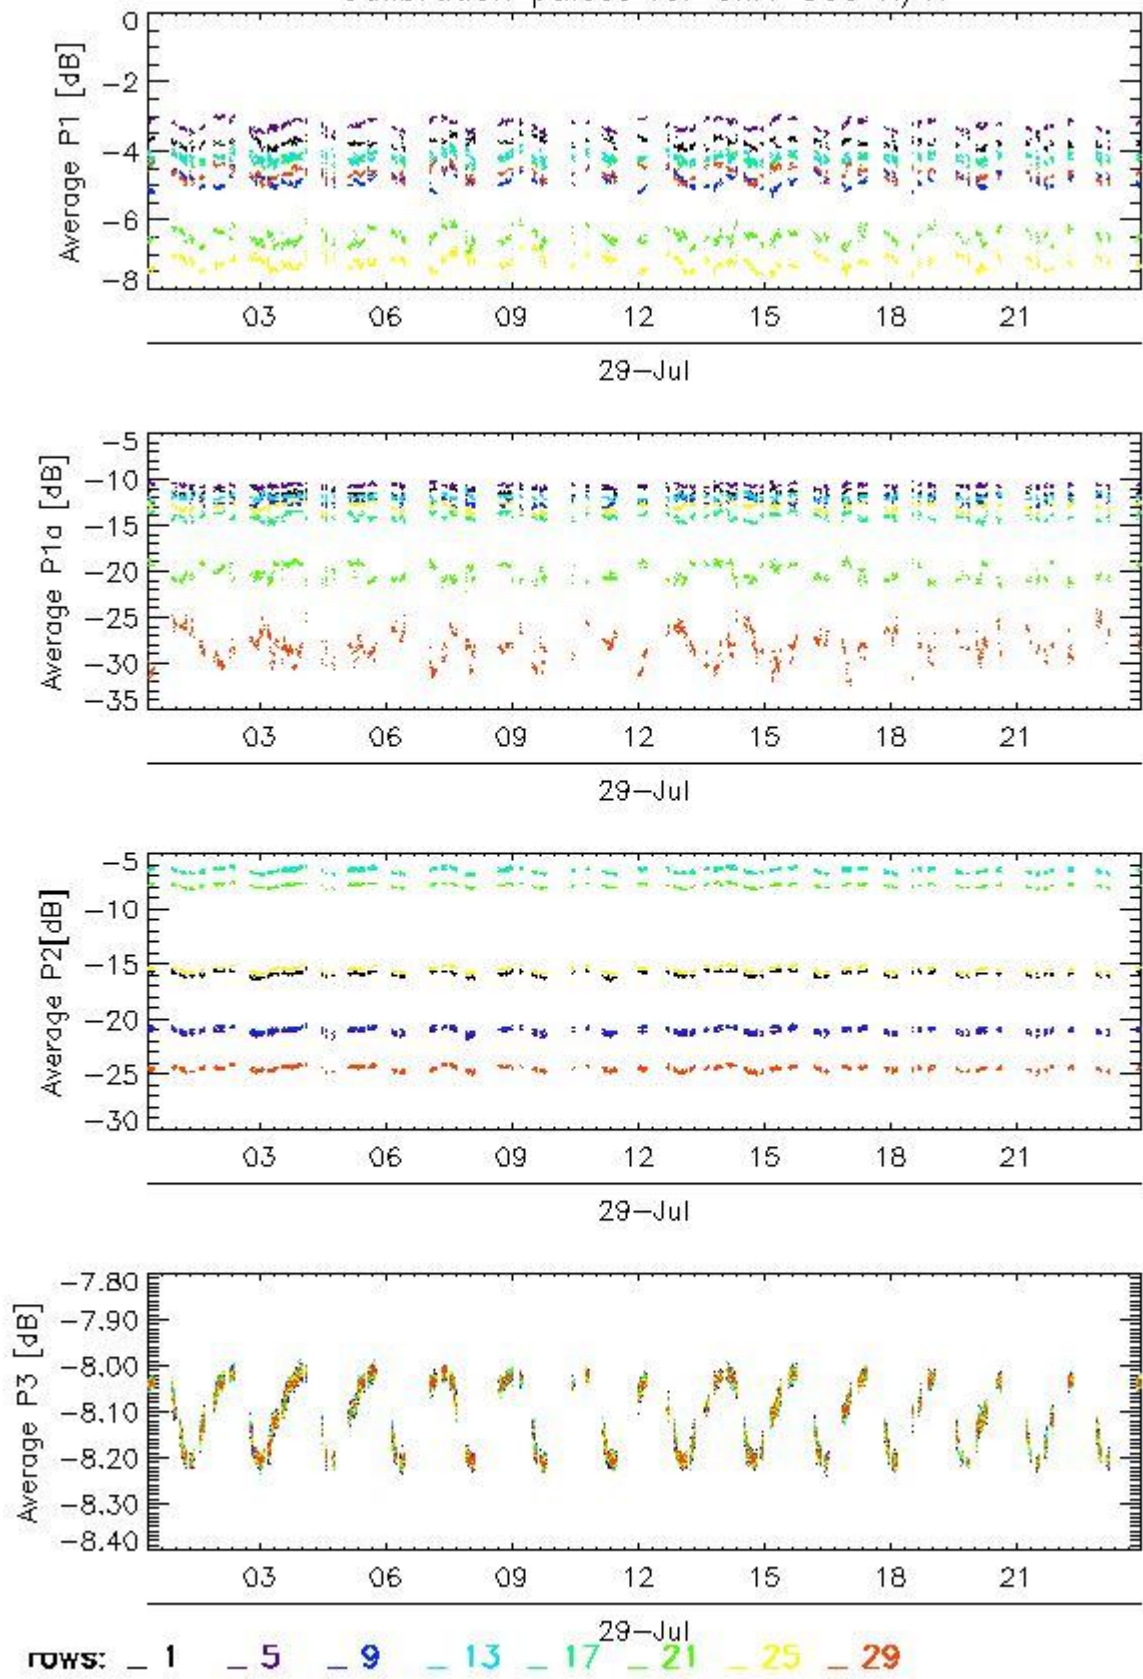 0
-2
-4
-6
-8
Average P1 [dB]
03 06 09 12 15 18 21
29-Jul
-5
-10
-15
-20
-25
-30
-35
Average P1a [dB]
03 06 09 12 15 18 21
29-Jul
-5
-10
-15
-20
-25
-30
Average P2[dB]
03 06 09 12 15 18 21
29-Jul
-7.80
-7.90
-8.00
-8.10
-8.20
-8.30
-8.40
Average P3 [dB]
03 06 09 12 15 18 21
29-Jul
rows: _ 1 _ 5 _ 9 _ 13 _ 17 _ 21 _ 25 _ 29